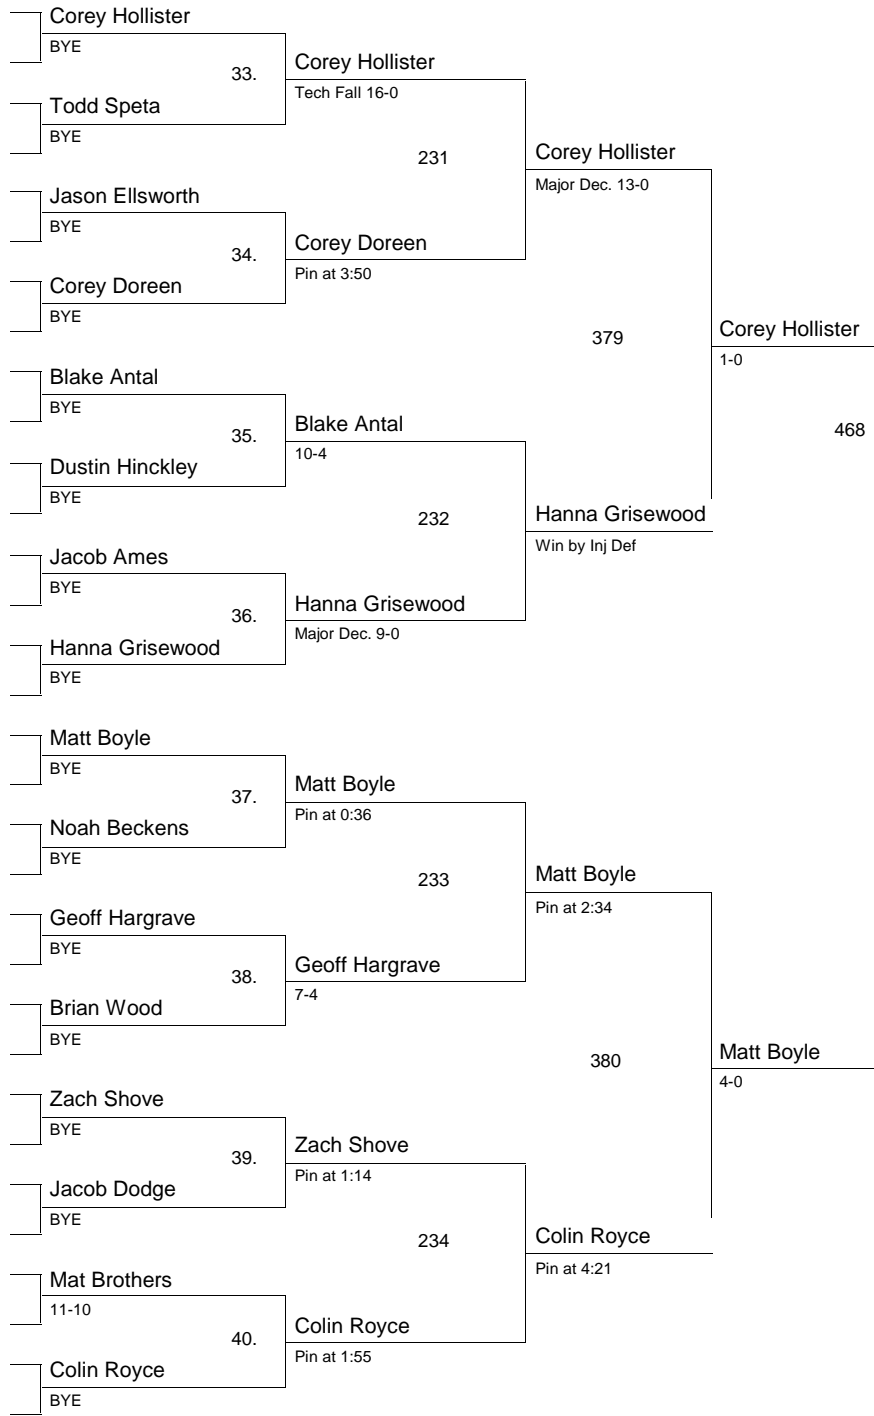 Corey Hollister
BYE
33.
Corey Hollister
Tech Fall 16-0
Todd Speta
BYE
231
Corey Hollister
Major Dec. 13-0
Jason Ellsworth
BYE
34.
Corey Doreen
Pin at 3:50
Corey Doreen
BYE
379
Corey Hollister
1-0
Blake Antal
BYE
35.
Blake Antal
10-4
468
Dustin Hinckley
BYE
232
Hanna Grisewood
Win by Inj Def
Jacob Ames
BYE
36.
Hanna Grisewood
Major Dec. 9-0
Hanna Grisewood
BYE
Matt Boyle
BYE
37.
Matt Boyle
Pin at 0:36
Noah Beckens
BYE
233
Matt Boyle
Pin at 2:34
Geoff Hargrave
BYE
38.
Geoff Hargrave
7-4
Brian Wood
BYE
380
Matt Boyle
4-0
Zach Shove
BYE
39.
Zach Shove
Pin at 1:14
Jacob Dodge
BYE
234
Colin Royce
Pin at 4:21
Mat Brothers
11-10
40.
Colin Royce
Pin at 1:55
Colin Royce
BYE